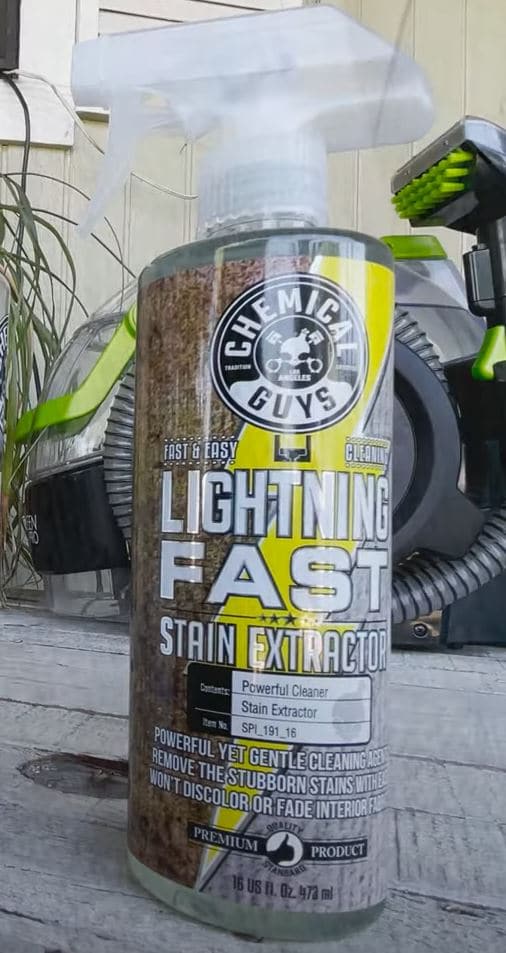 CHEMICAL
TRADITION
LOS
ANGELES
GUYS
FAST & EASY
LIGHTNING
FAST
STAIN EXTRACTOR
Contents: Powerful Cleaner
Stain Extractor
Item No. SPI_191_16
POWERFUL YET GENTLE CLEANING
REMOVE THE STUBBORN STAINS WITH
WON'T DISCOLOR OR FADE INTERIOR
QUALITY
PREMIUM PRODUCT
STANDARD
16 US fl. Oz. 473 ml